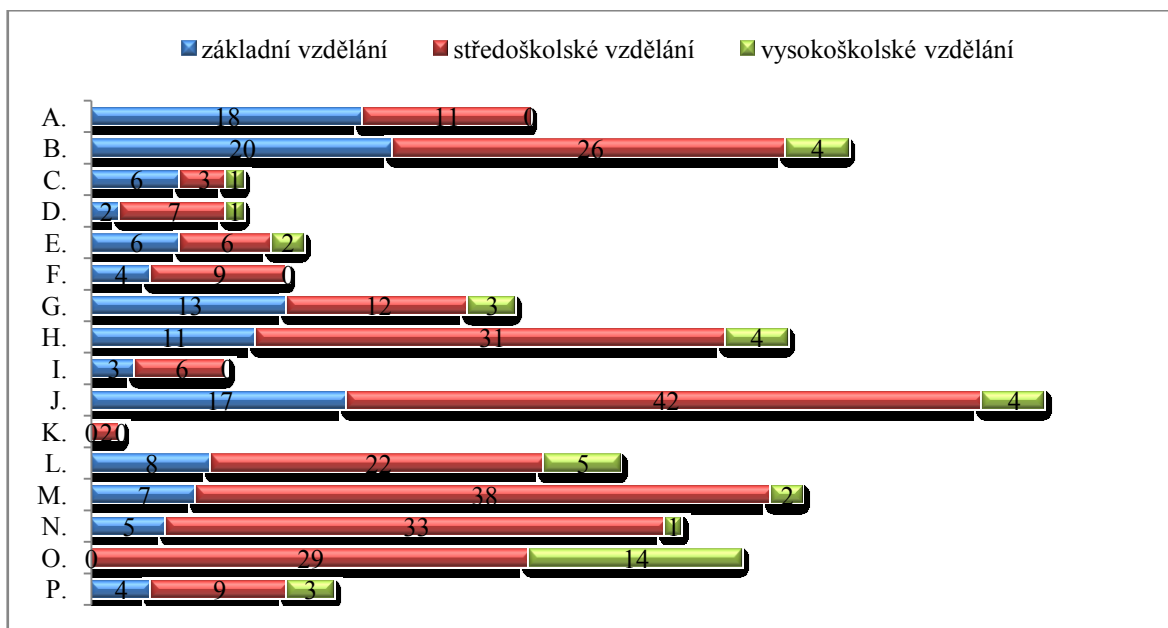 základní vzdělání středoškolské vzdělání vysokoškolské vzdělání
A. 18 11 0
B. 20 26 4
C. 6 3 1
D. 2 7 1
E. 6 6 2
F. 4 9 0
G. 13 12 3
H. 11 31 4
I. 3 6 0
J. 17 42 4
K. 0 2 0
L. 8 22 5
M. 7 38 2
N. 5 33 1
O. 0 29 14
P. 4 9 3